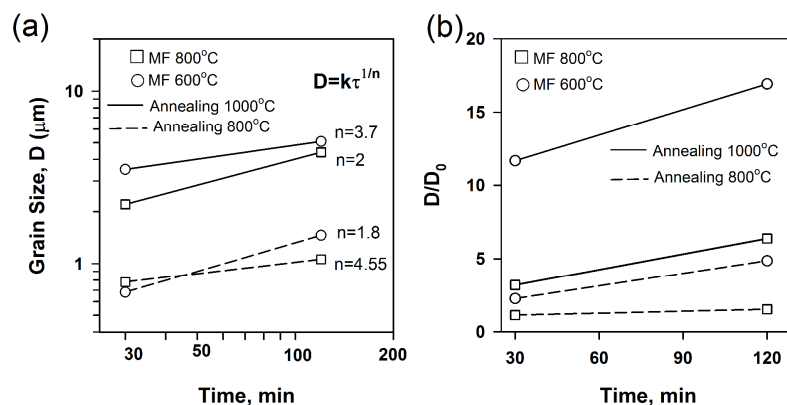 (a)
MF 800°C
MF 600°C
D=kτ^1/n
Annealing 1000°C
Annealing 800°C
n=3.7
n=2
n=1.8
n=4.55
10
1
Grain Size, D (μm)
30
50
100
200
Time, min
(b)
MF 800°C
MF 600°C
Annealing 1000°C
Annealing 800°C
20
15
10
5
0
D/D₀
30
60
90
120
Time, min